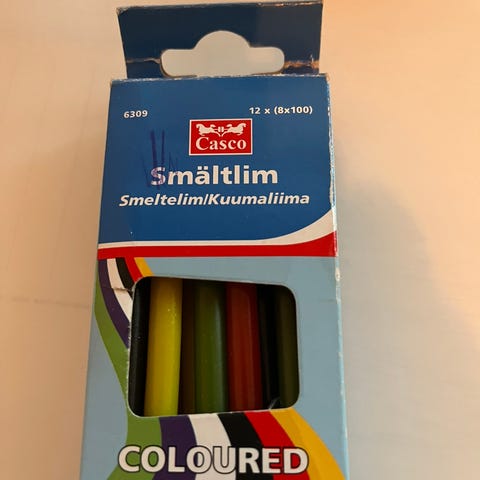 6309 12 x (8x100)
Casco
Smältlim
Smeltelim/Kuumaliima
COLOURED